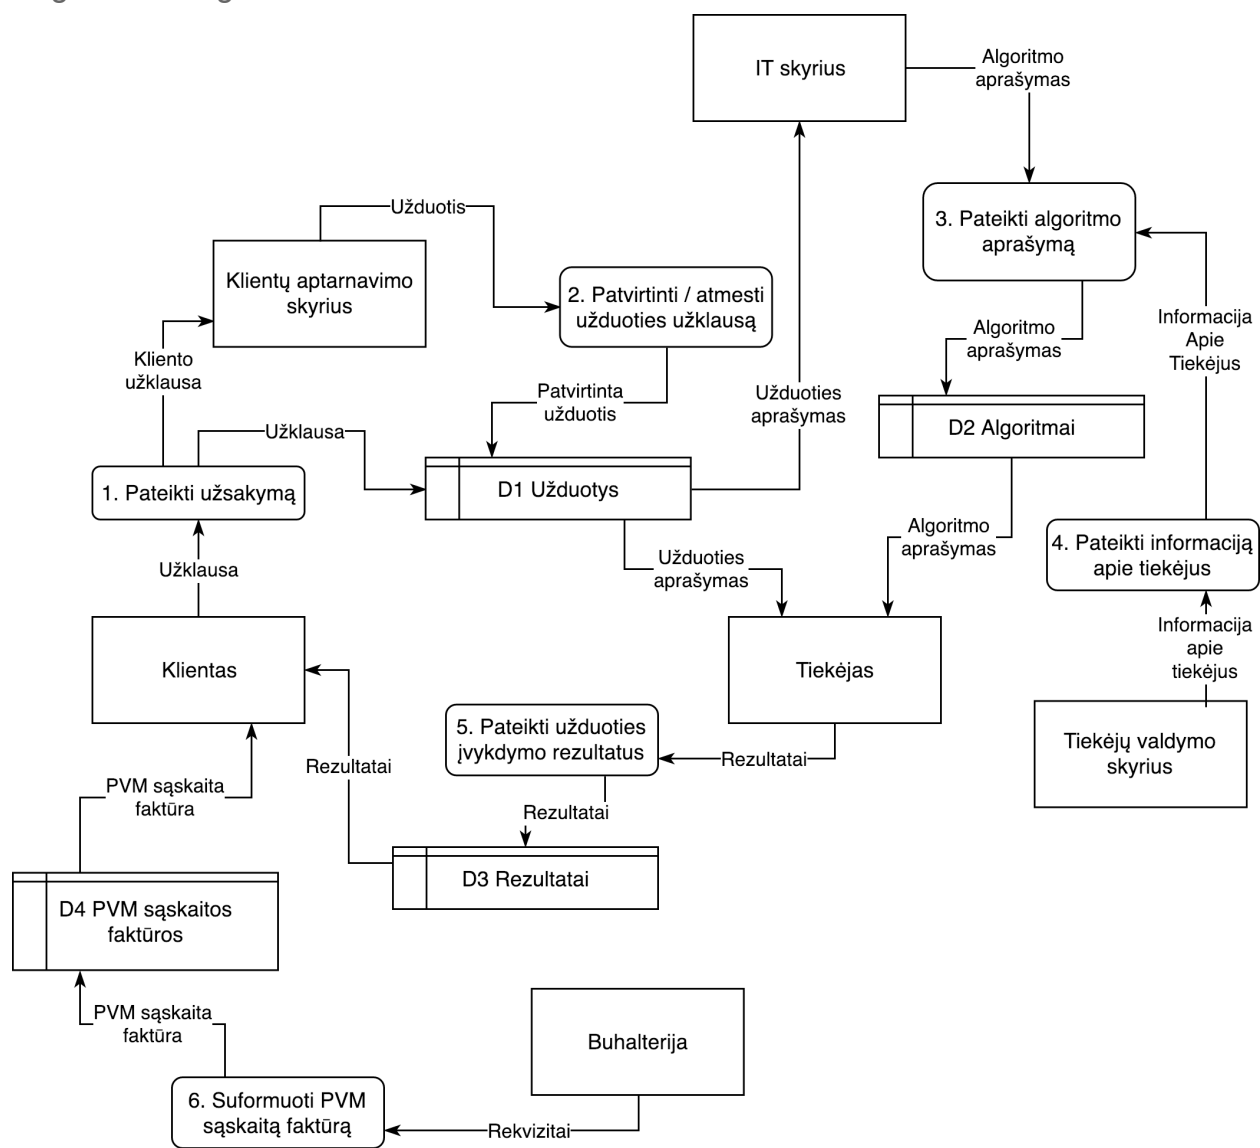 IT skyrius
Algoritmo
aprašymas
3. Pateikti algoritmo
aprašymą
Užduotis
Klientų aptarnavimo
skyrius
2. Patvirtinti / atmesti
užduoties užklausą
Informacija
Apie
Tiekėjus
Algoritmo
aprašymas
Kliento
užklausa
Patvirtinta
užduotis
Užduoties
aprašymas
D2 Algoritmai
Užklausa
1. Pateikti užsakymą
D1 Užduotys
Algoritmo
aprašymas
4. Pateikti informaciją
apie tiekėjus
Užklausa
Užduoties
aprašymas
Informacija
apie
tiekėjus
Klientas
Tiekėjas
5. Pateikti užduoties
įvykdymo rezultatus
Rezultatai
Tiekėjų valdymo
skyrius
Rezultatai
PVM sąskaita
faktūra
Rezultatai
D3 Rezultatai
D4 PVM sąskaitos
faktūros
PVM sąskaita
faktūra
Buhalterija
6. Suformuoti PVM
sąskaitą faktūrą
Rekvizitai